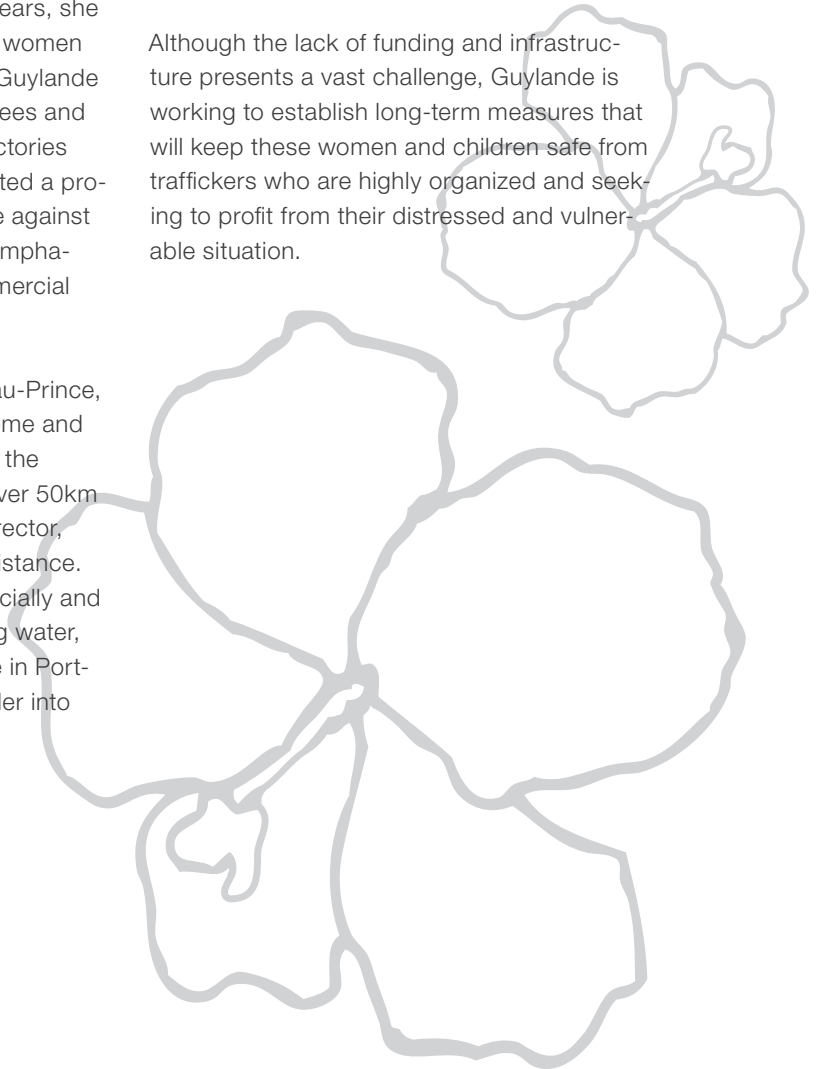 ears, she
women
Guylande
ees and
ctories
ted a pro-
e against
mpha-
mercial
au-Prince,
ome and
the
ver 50km
rector,
istance.
cially and
g water,
e in Port-
ler into
Although the lack of funding and infrastruc-
ture presents a vast challenge, Guylande is
working to establish long-term measures that
will keep these women and children safe from
traffickers who are highly organized and seek-
ing to profit from their distressed and vulner-
able situation.